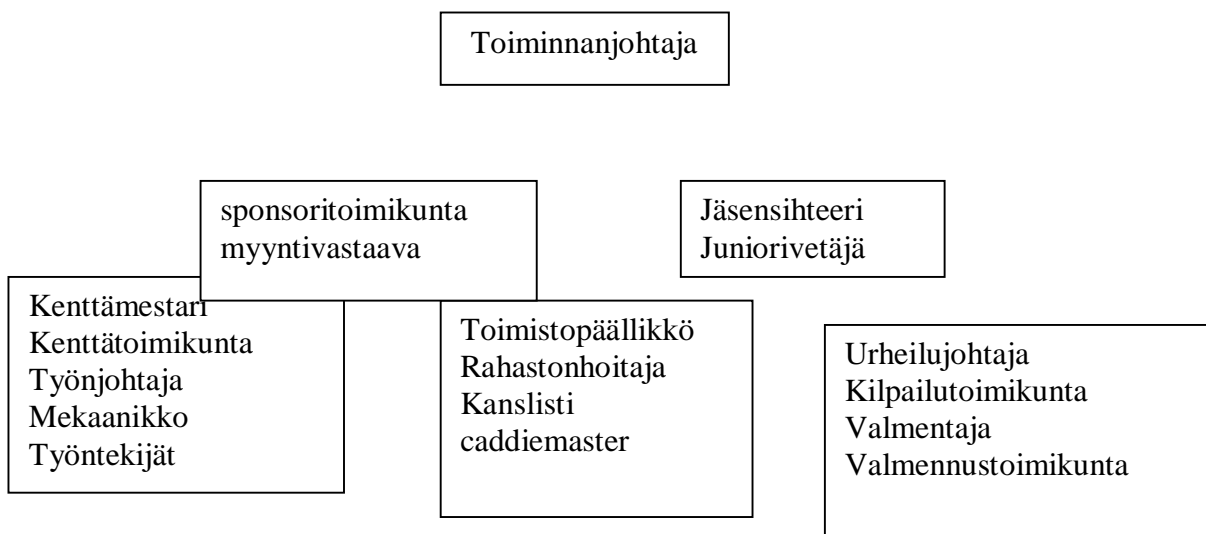 Toiminnanjohtaja
sponsoritoimikunta
myyntivastaava
Jäsensihteeri
Juniorivetäjä
Kenttämestari
Kenttätoimikunta
Työnjohtaja
Mekaanikko
Työntekijät
Toimistopäällikkö
Rahastonhoitaja
Kanslisti
caddiemaster
Urheilujohtaja
Kilpailutoimikunta
Valmentaja
Valmennustoimikunta